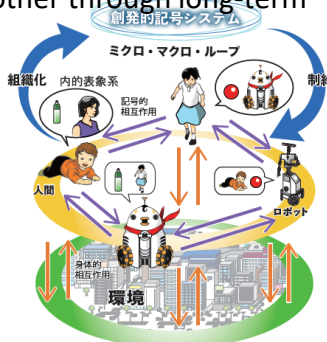 other through long-term
創発的記号システム
ミクロ・マクロ・ループ
組織化
制約
内的表象系
記号的
相互作用
人間
ロボット
身体的
相互作用
環境